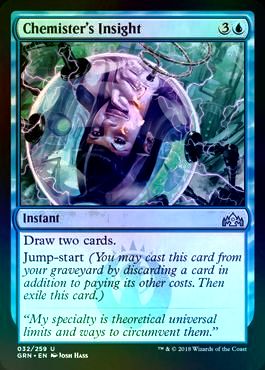 Chemister's Insight 3
Instant
Draw two cards.
Jump-start (You may cast this card
from your graveyard by discarding a card in
addition to paying its other costs. Then
exile this card.)
"My specialty is theoretical universal
limits and ways to circumvent them."
032/259 U
GRN • EN Josh Hass
™ & © 2018 Wizards of the Coast